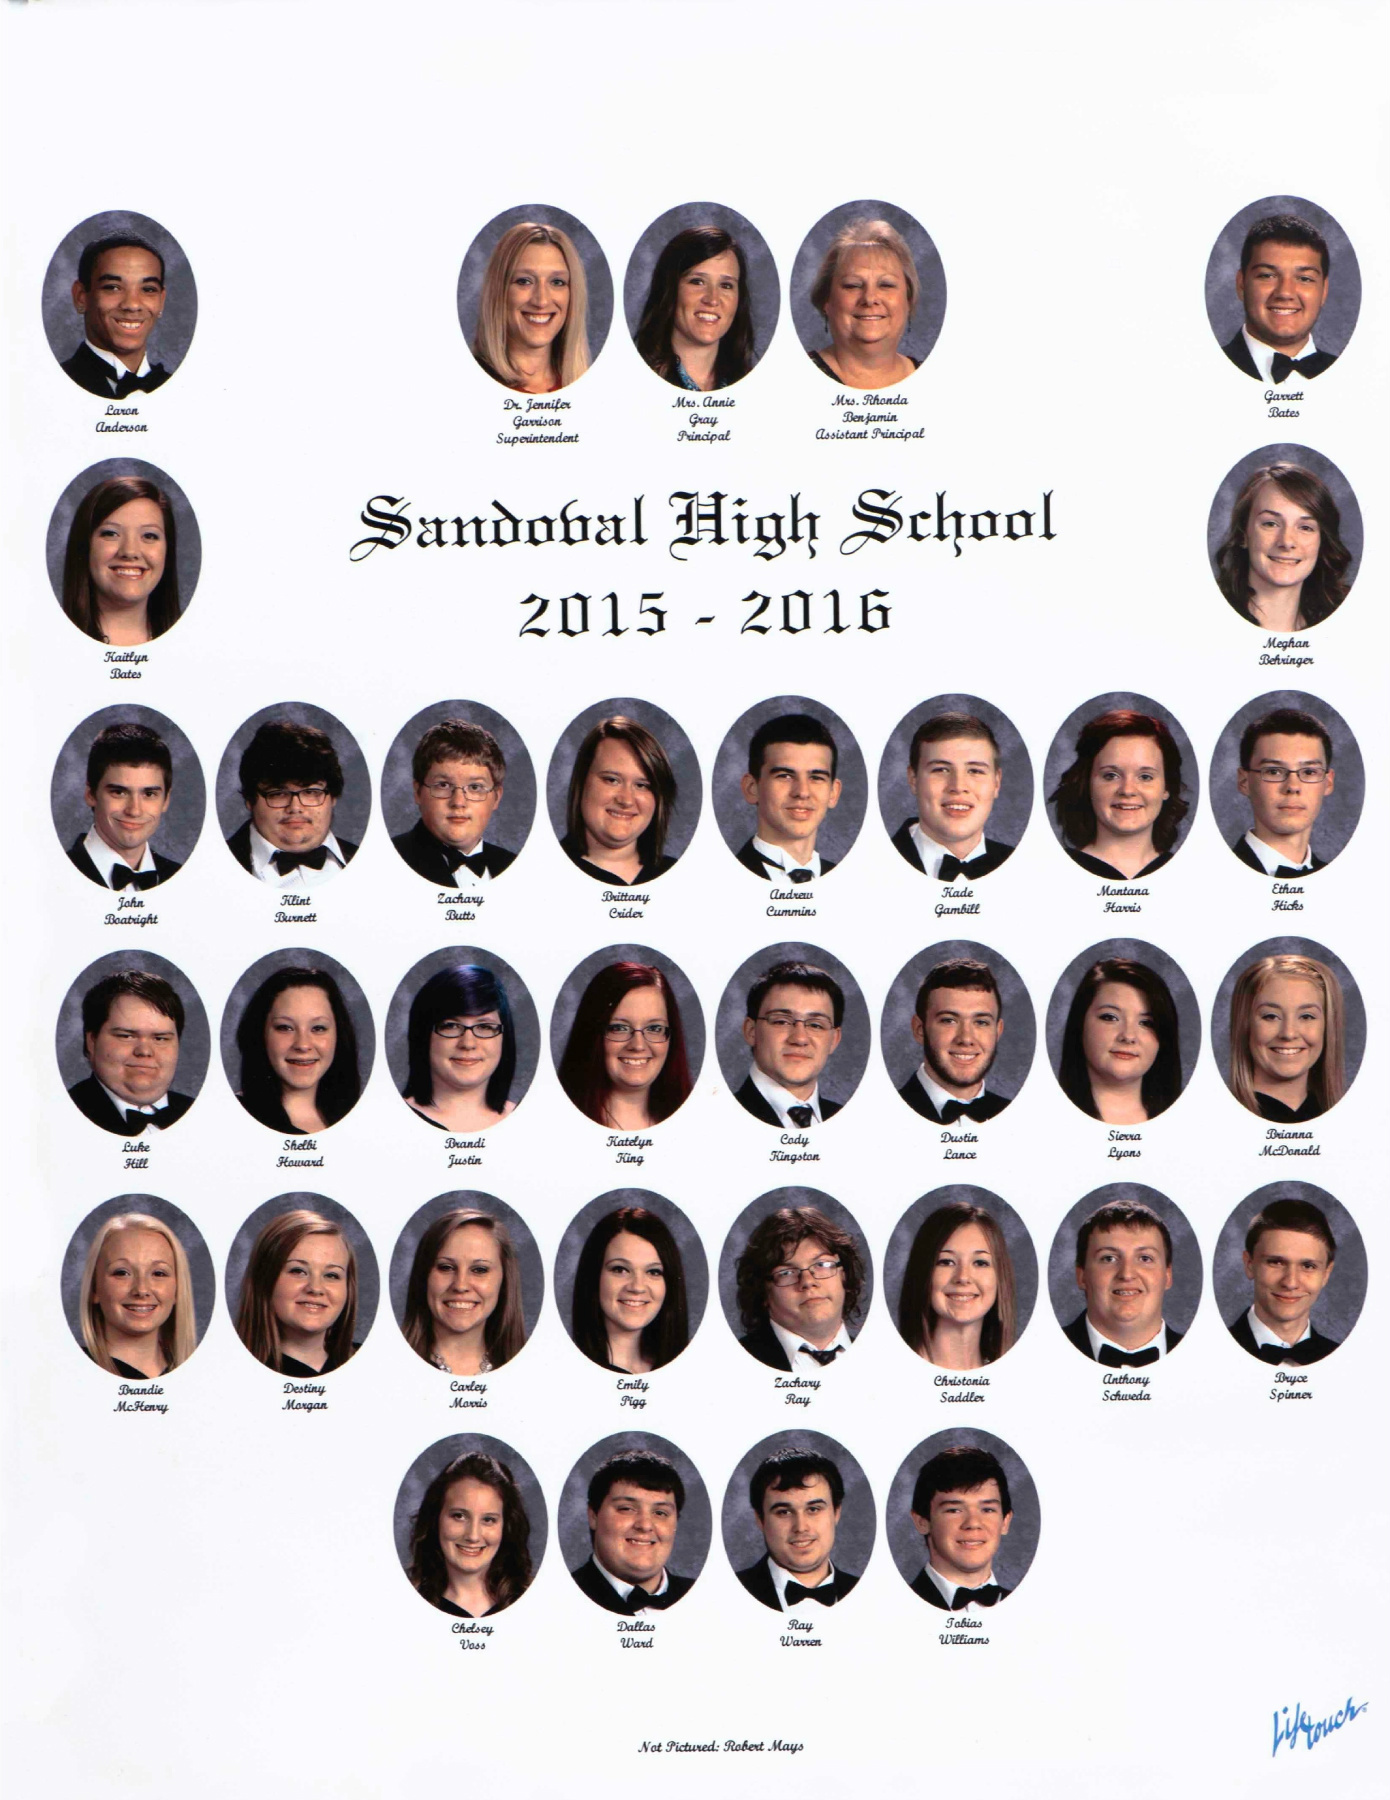 Laron
Anderson
Dr. Jennifer
Garrison
Superintendent
Mrs. Annie
Gray
Principal
Mrs. Rhonda
Benjamin
Assistant Principal
Garrett
Bates
Sandoval High School
2015 - 2016
Kaitlyn
Bates
Meghan
Behringer
John
Boatright
Klint
Burnett
Zachary
Butts
Brittany
Crider
Andrew
Cummins
Kade
Gambill
Montana
Harris
Ethan
Hicks
Luke
Hill
Shelbi
Howard
Brandi
Justin
Katelyn
King
Cody
Kingston
Dustin
Lance
Sierra
Lyons
Brianna
McDonald
Brandie
McHenry
Destiny
Morgan
Carley
Morris
Emily
Pigg
Zachary
Ray
Christonia
Saddler
Anthony
Schweda
Bryce
Spinner
Chelsey
Voss
Dallas
Ward
Ray
Warren
Tobias
Williams
Not Pictured: Robert Mays
Lifetouch